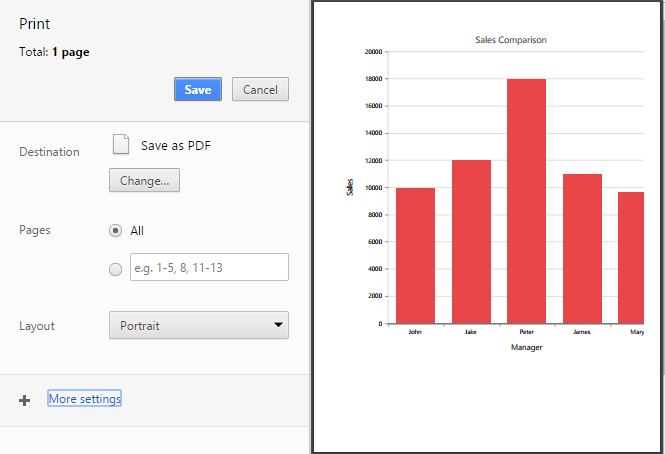 Print
Total: 1 page
Save
Cancel
Destination
Save as PDF
Change...
Pages
All
e.g. 1-5, 8, 11-13
Layout
Portrait
More settings
Sales Comparison
20000
18000
16000
14000
12000
10000
8000
6000
4000
2000
0
Sales
John
Jake
Peter
James
Mary
Manager